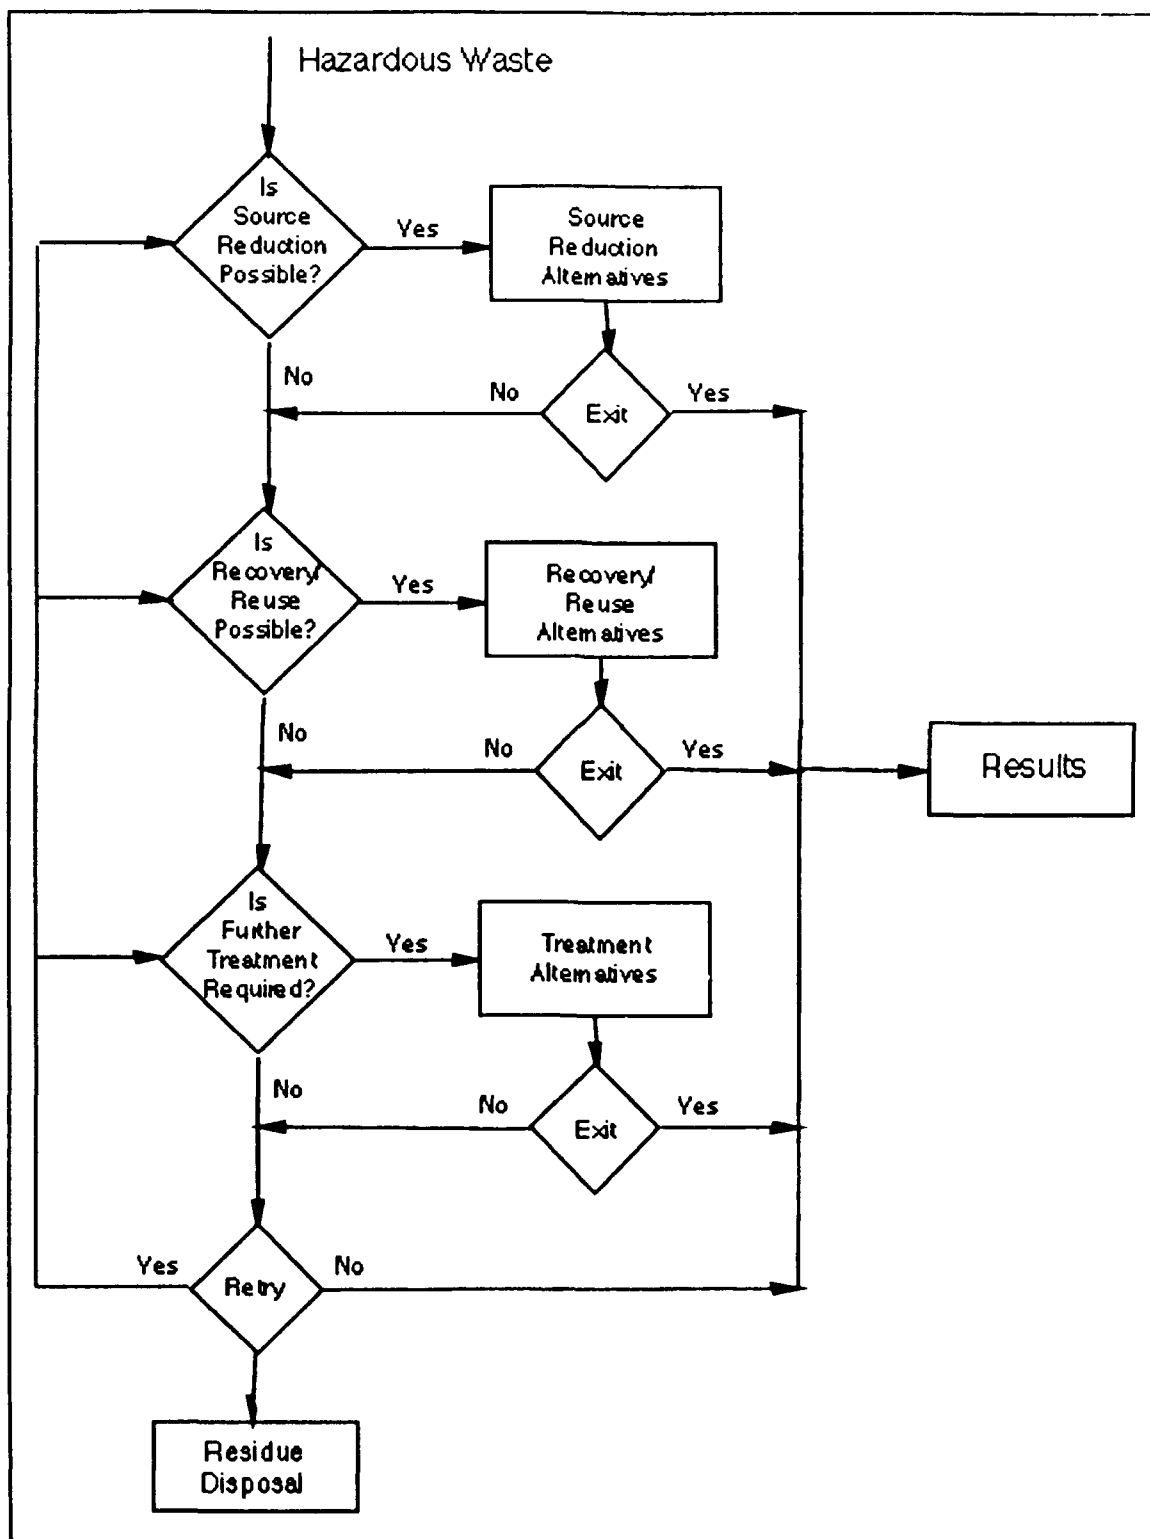 Hazardous Waste
Is
Source
Reduction
Possible?
Yes
Source
Reduction
Alternatives
No
No
Exit
Yes
Is
Recovery/
Reuse
Possible?
Yes
Recovery/
Reuse
Alternatives
No
No
Exit
Yes
Results
Is
Further
Treatment
Required?
Yes
Treatment
Alternatives
No
No
Exit
Yes
Yes
Retry
No
Residue
Disposal